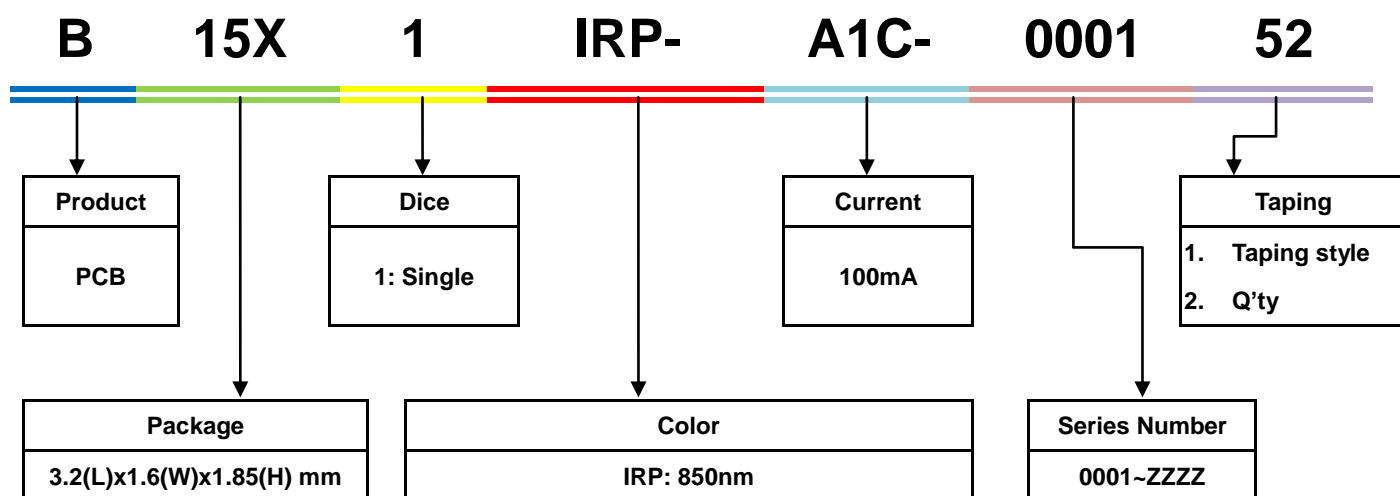 B 15X 1 IRP- A1C- 0001 52
Product
PCB
Dice
1: Single
Current
100mA
Taping
1. Taping style
2. Q’ty
Package
3.2(L)x1.6(W)x1.85(H) mm
Color
IRP: 850nm
Series Number
0001~ZZZZ